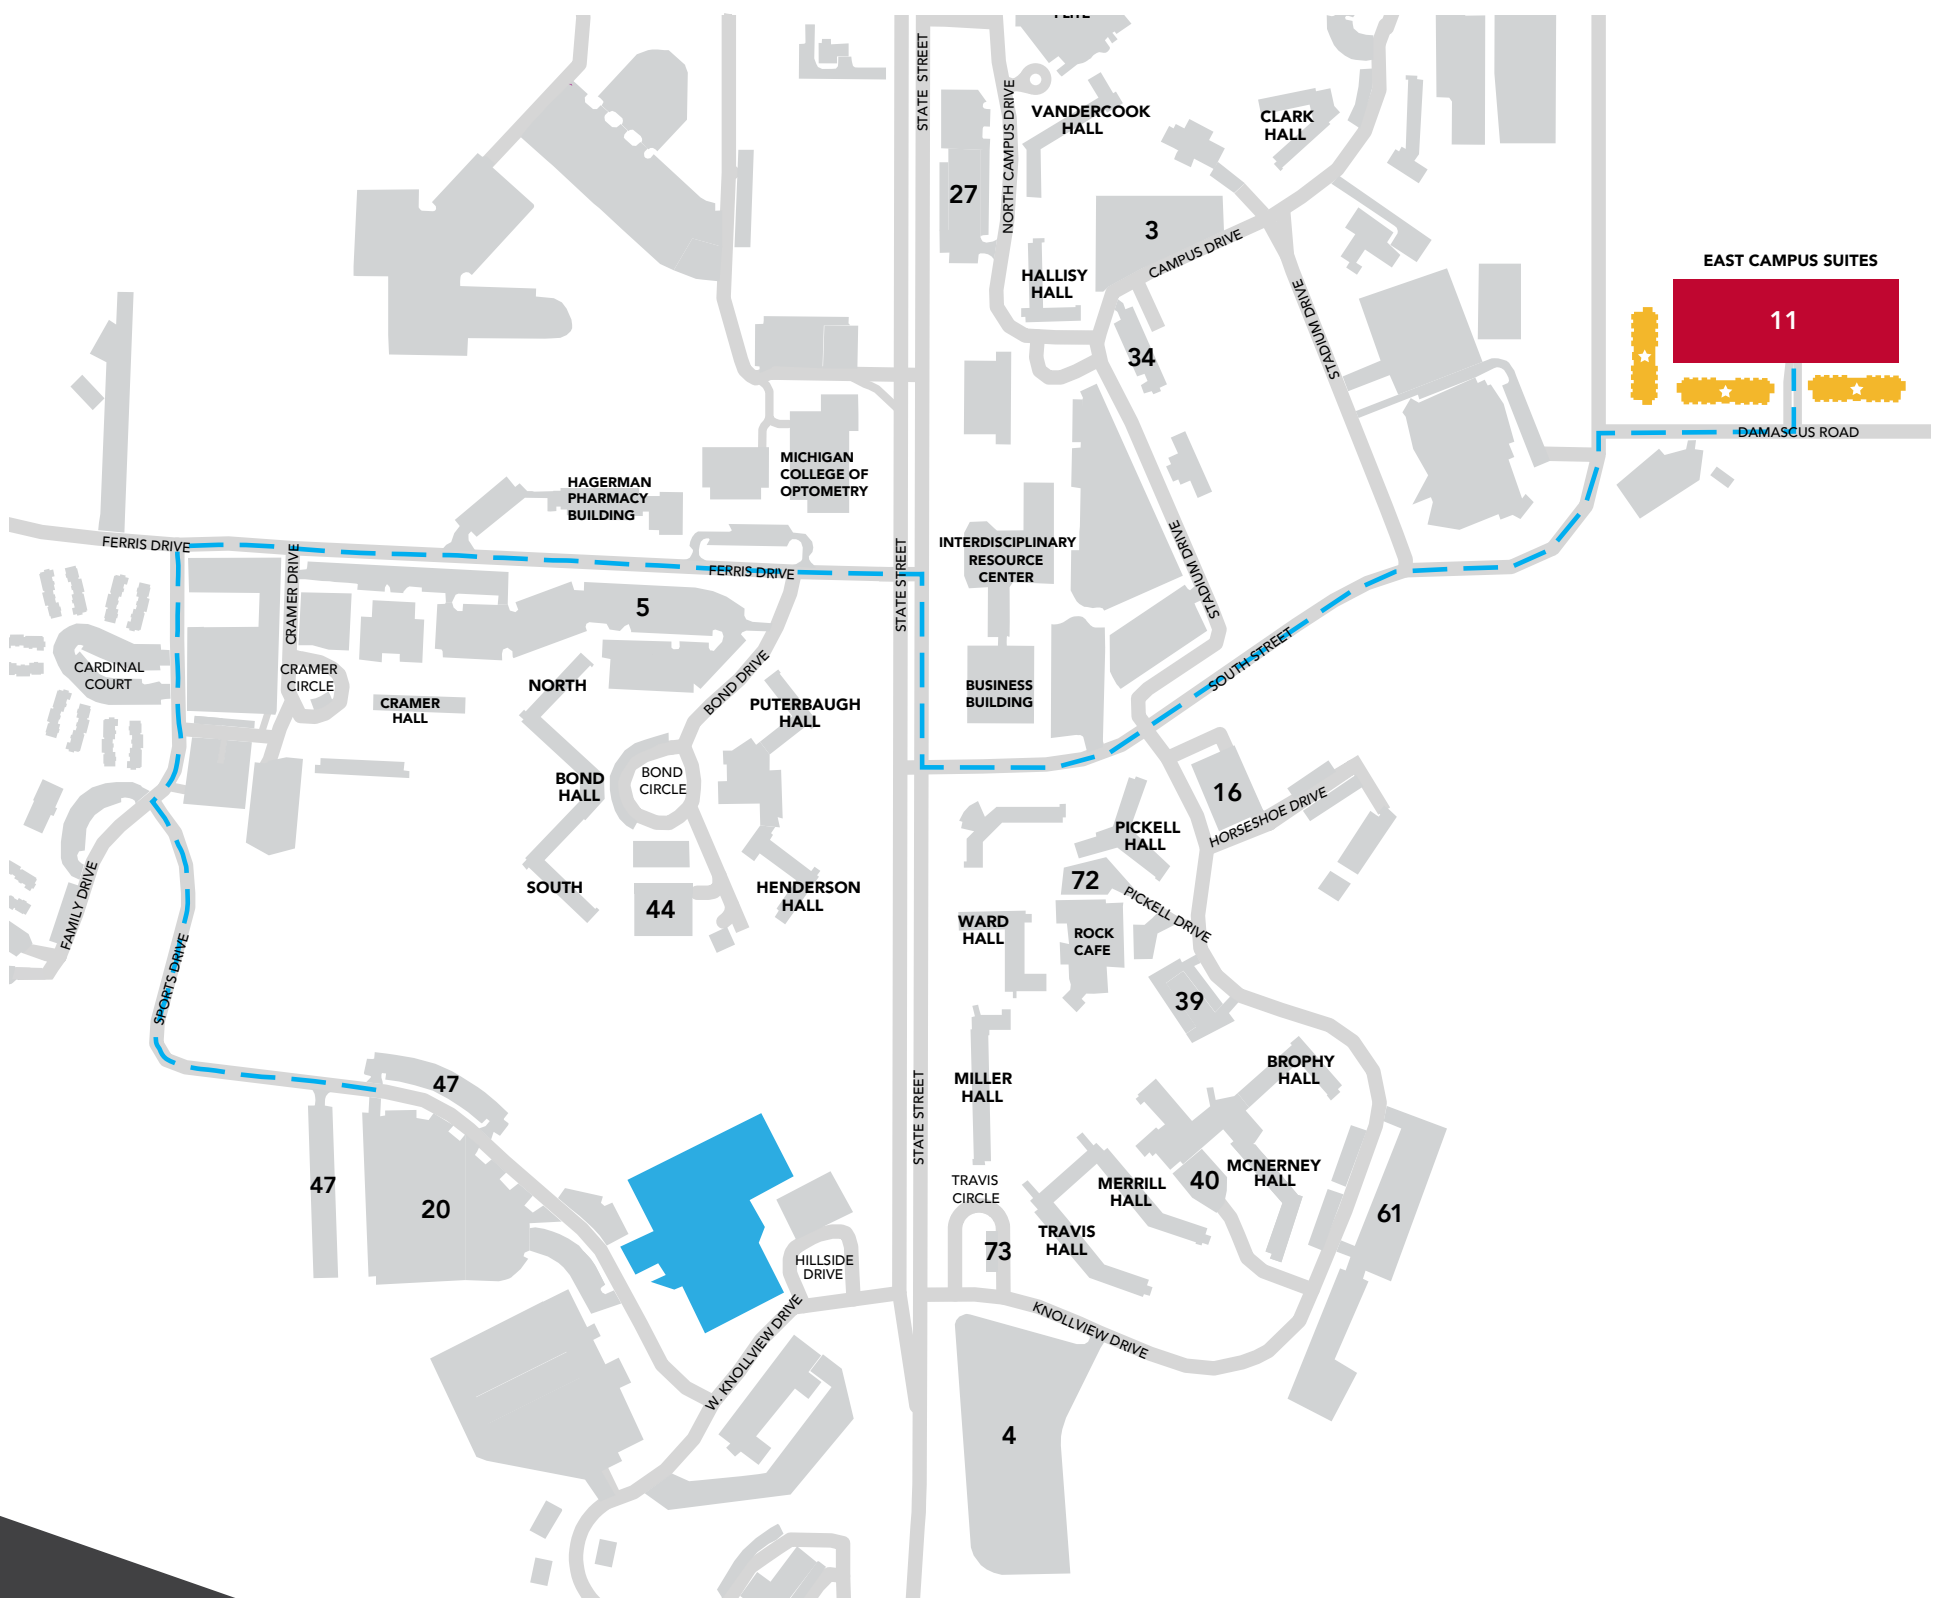 STATE STREET
NORTH CAMPUS DRIVE
VANDERCOOK
HALL
CLARK
HALL
27
3
CAMPUS DRIVE
HALLISY
HALL
34
STADIUM DRIVE
EAST CAMPUS SUITES
11
DAMASCUS ROAD
MICHIGAN
COLLEGE OF
OPTOMETRY
HAGERMAN
PHARMACY
BUILDING
FERRIS DRIVE
CRAMER DRIVE
FERRIS DRIVE
STATE STREET
INTERDISCIPLINARY
RESOURCE
CENTER
STADIUM DRIVE
5
CARDINAL
COURT
CRAMER
CIRCLE
CRAMER
HALL
NORTH
BOND DRIVE
PUTERBAUGH
HALL
BUSINESS
BUILDING
SOUTH STREET
BOND
HALL
BOND
CIRCLE
16
HORSESHOE DRIVE
PICKELL
HALL
72
PICKELL DRIVE
SOUTH
44
HENDERSON
HALL
WARD
HALL
ROCK
CAFE
FAMILY DRIVE
SPORTS DRIVE
39
47
MILLER
HALL
BROPHY
HALL
STATE STREET
47
20
TRAVIS
CIRCLE
MERRILL
HALL
40
MCNERNEY
HALL
61
TRAVIS
HALL
73
HILLSIDE
DRIVE
W. KNOLLVIEW DRIVE
KNOLLVIEW DRIVE
4